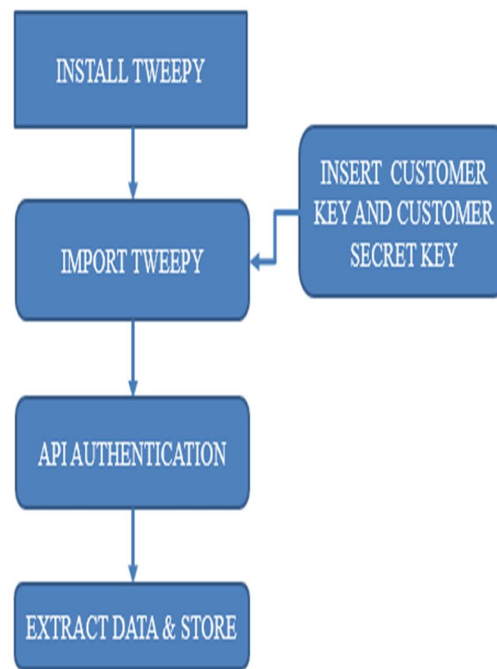 INSTALL TWEEPY
INSERT CUSTOMER
KEY AND CUSTOMER
SECRET KEY
IMPORT TWEEPY
API AUTHENTICATION
EXTRACT DATA & STORE